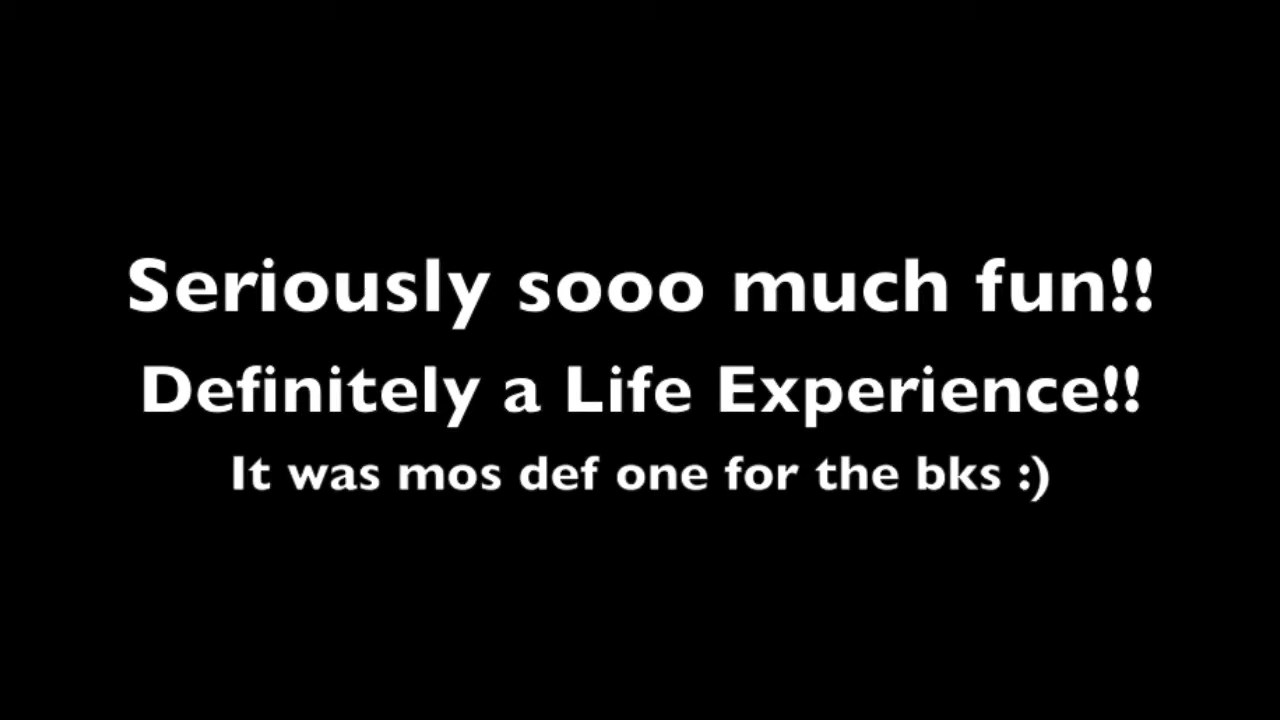 Seriously sooo much fun!!
Definitely a Life Experience!!
It was mos def one for the bks :)